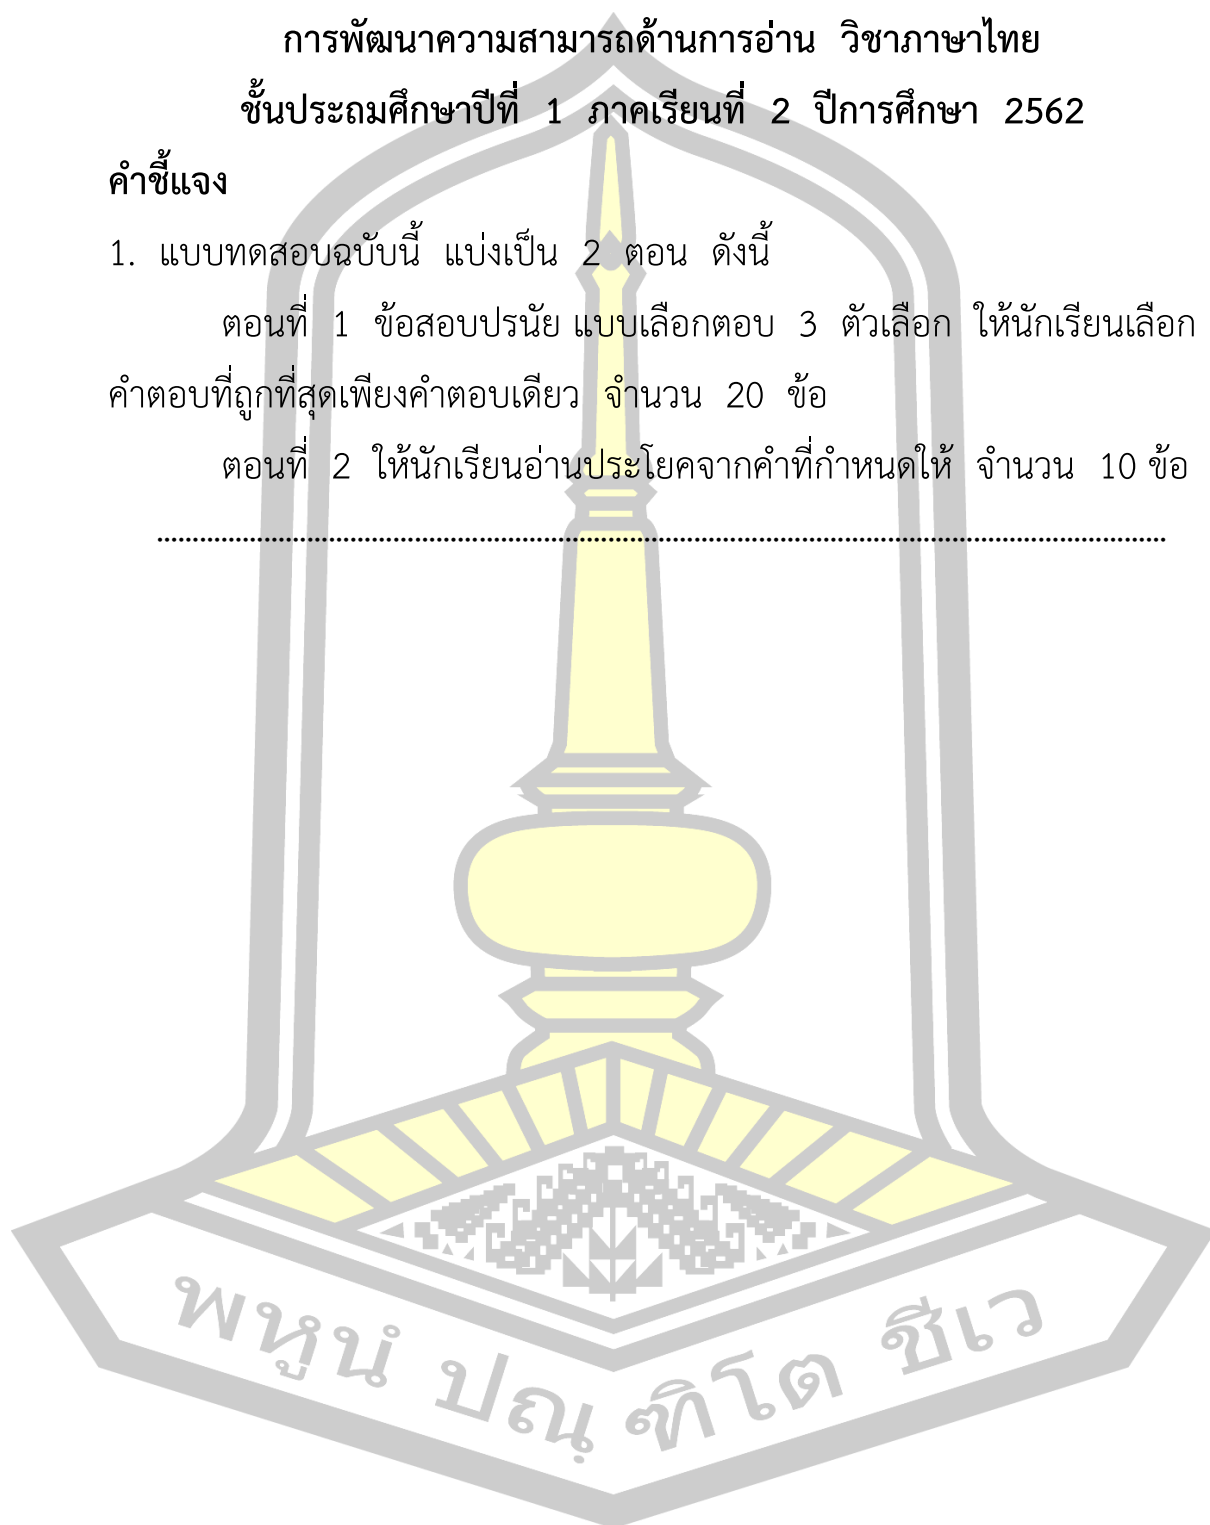 การพัฒนาความสามารถด้านการอ่าน วิชาภาษาไทย
ชั้นประถมศึกษาปีที่ 1 ภาคเรียนที่ 2 ปีการศึกษา 2562
คำชี้แจง
1. แบบทดสอบฉบับนี้ แบ่งเป็น 2 ตอน ดังนี้
ตอนที่ 1 ข้อสอบปรนัย แบบเลือกตอบ 3 ตัวเลือก ให้นักเรียนเลือก
คำตอบที่ถูกที่สุดเพียงคำตอบเดียว จำนวน 20 ข้อ
ตอนที่ 2 ให้นักเรียนอ่านประโยคจากคำที่กำหนดให้ จำนวน 10 ข้อ
พหูนํ ปณฺฑิโต ชีเว